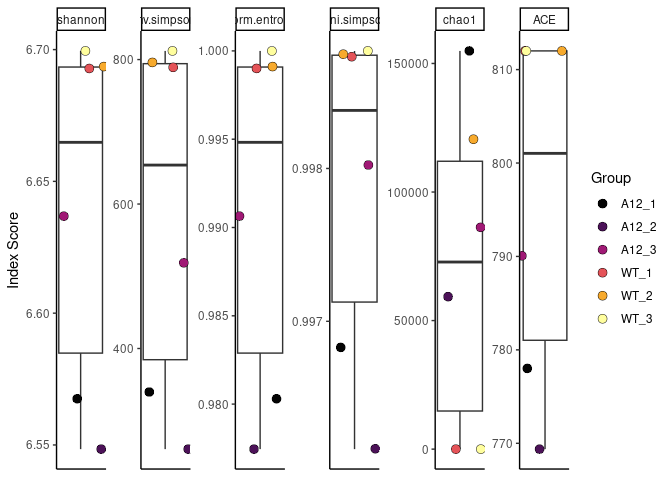 shannon
v.simpso
rm.entro
ni.simpso
chao1
ACE
Index Score
6.70
6.65
6.60
6.55
800
600
400
1.000
0.995
0.990
0.985
0.980
0.998
0.997
150000
100000
50000
0
810
800
790
780
770
Group
A12_1
A12_2
A12_3
WT_1
WT_2
WT_3